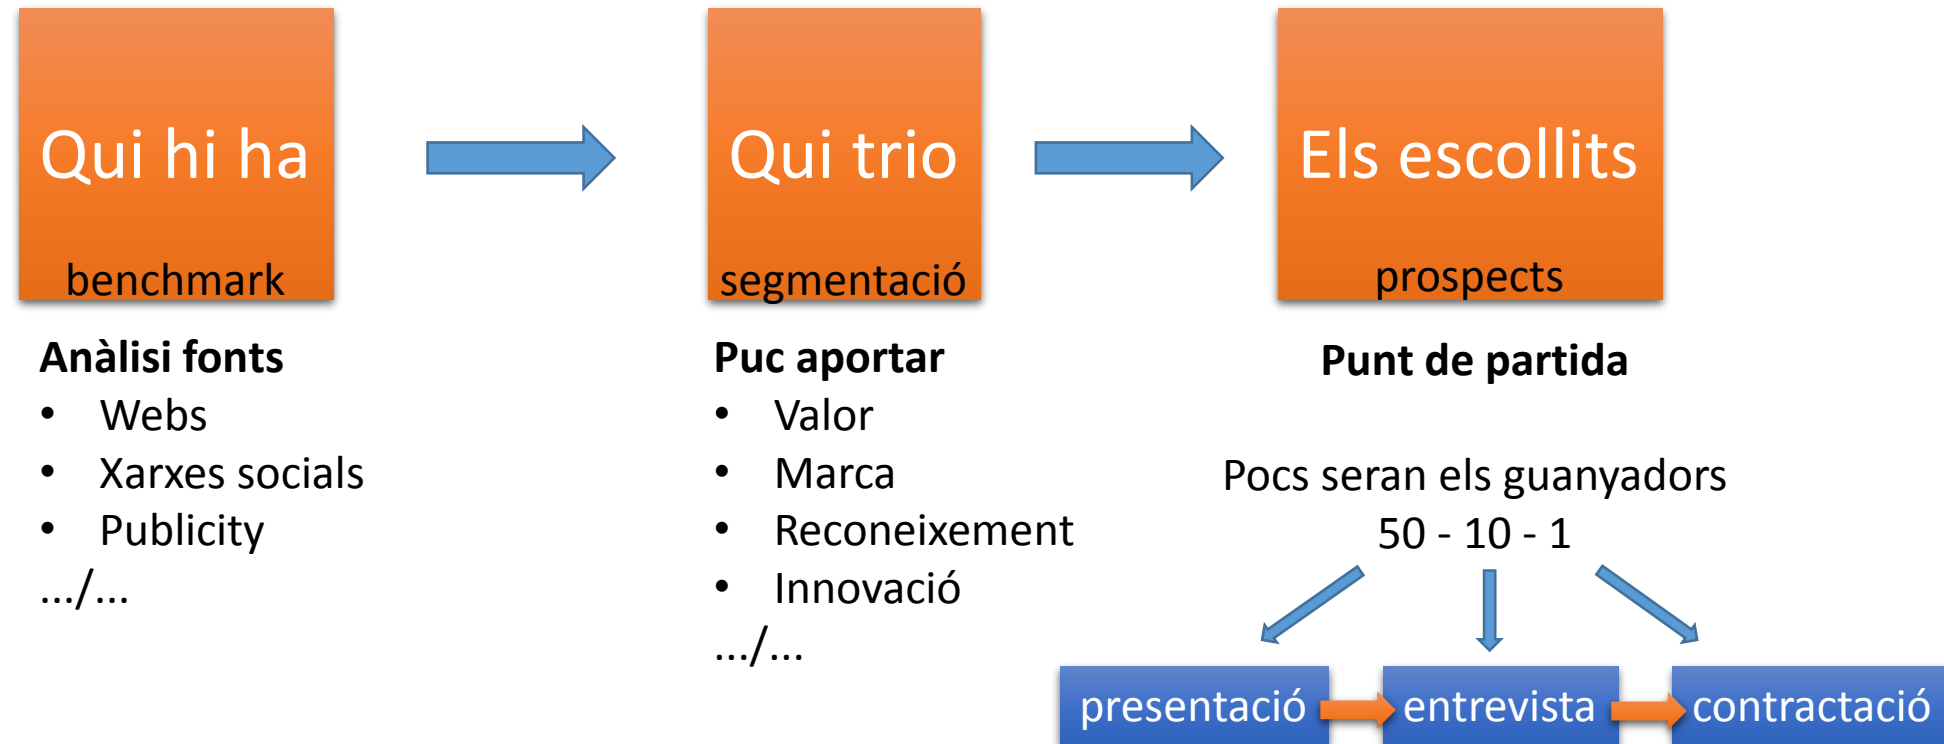 Qui hi ha
benchmark
Anàlisi fonts
• Webs
• Xarxes socials
• Publicity
.../...
Qui trio
segmentació
Puc aportar
• Valor
• Marca
• Reconeixement
• Innovació
.../...
Els escollits
prospects
Punt de partida
Pocs seran els guanyadors
50 - 10 - 1
presentació
entrevista
contractació